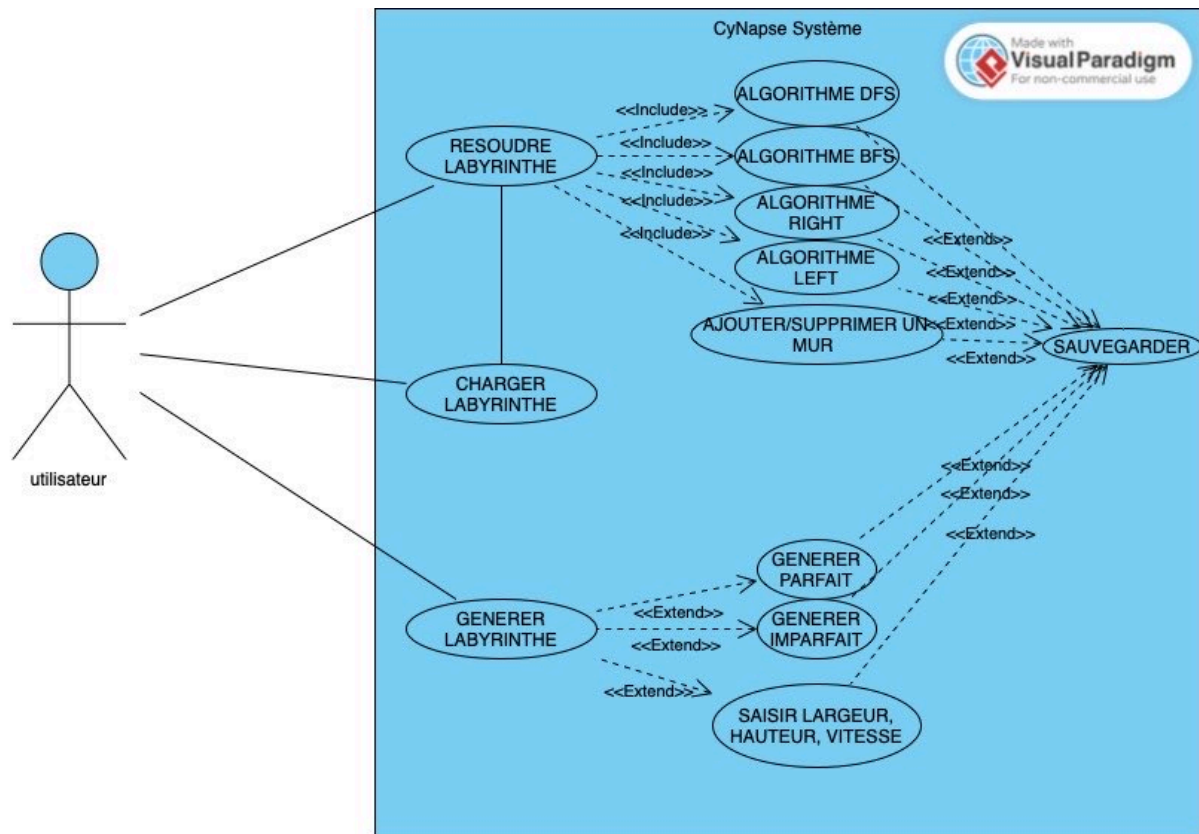 CyNapse Système
Made with
VisualParadigm
For non-commercial use
ALGORITHME DFS
<<Include>>
RESOUDRE
LABYRINTHE
<<Include>>
ALGORITHME BFS
<<Include>>
<<Include>>
ALGORITHME
RIGHT
<<Include>>
<<Extend>>
ALGORITHME
LEFT
<<Extend>>
<<Extend>>
AJOUTER/SUPPRIMER UN
MUR
<<Extend>>
<<Extend>>
SAUVEGARDER
CHARGER
LABYRINTHE
utilisateur
<<Extend>>
<<Extend>>
<<Extend>>
GENERER
PARFAIT
GENERER
LABYRINTHE
<<Extend>>
GENERER
IMPARFAIT
<<Extend>>
<<Extend>>
SAISIR LARGEUR,
HAUTEUR, VITESSE